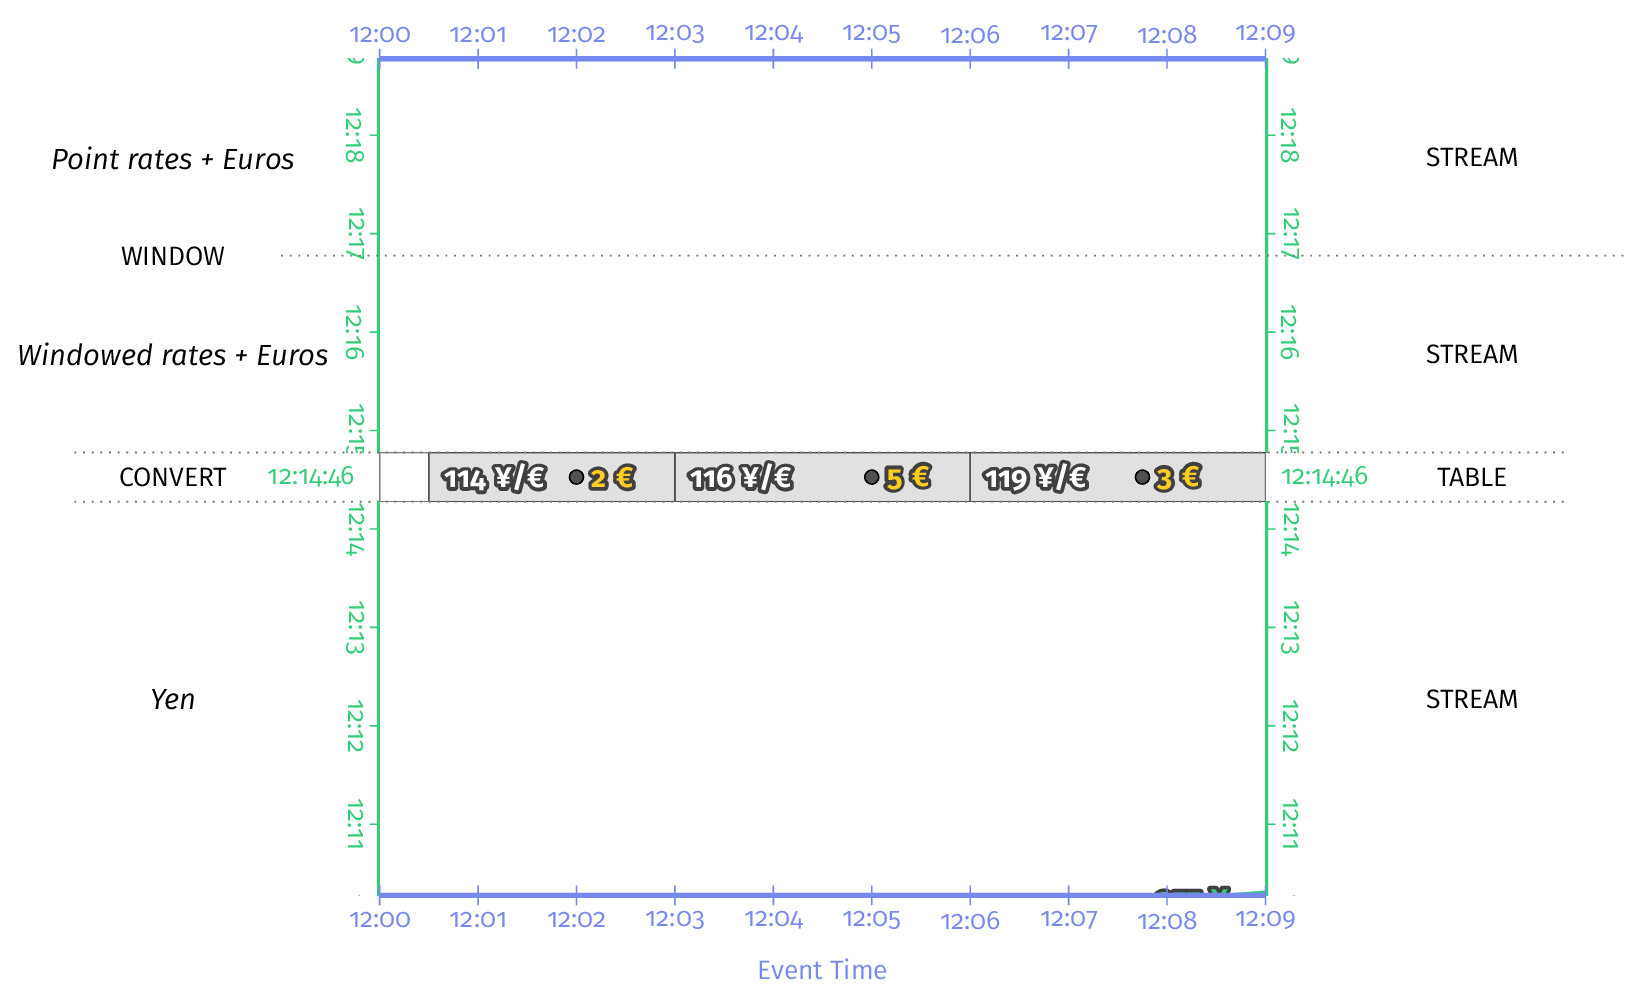 12:00 12:01 12:02 12:03 12:04 12:05 12:06 12:07 12:08 12:09
12:18 12:18
Point rates + Euros STREAM
12:17 12:17
WINDOW
12:16 12:16
Windowed rates + Euros STREAM
12:15 12:15
CONVERT 12:14:46 114 ¥/€ 2 € 116 ¥/€ 5 € 119 ¥/€ 3 € 12:14:46 TABLE
12:14 12:14
12:13 12:13
Yen STREAM
12:12 12:12
12:11 12:11
12:00 12:01 12:02 12:03 12:04 12:05 12:06 12:07 12:08 12:09
Event Time